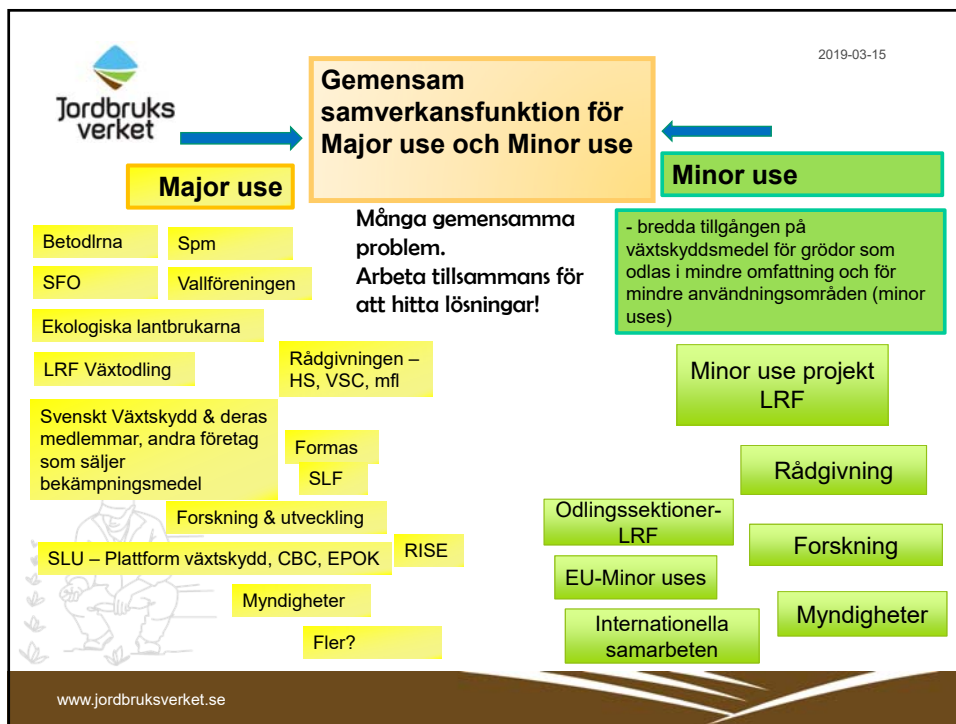 Jordbruks
verket
2019-03-15
Gemensam
samverkansfunktion för
Major use och Minor use
Major use
Minor use
Många gemensamma
problem.
Arbeta tillsammans för
att hitta lösningar!
Betodlrna
Spm
SFO
Vallföreningen
Ekologiska lantbrukarna
LRF Växtodling
Rådgivningen –
HS, VSC, mfl
Svenskt Växtskydd & deras
medlemmar, andra företag
som säljer
bekämpningsmedel
Formas
SLF
Forskning & utveckling
SLU – Plattform växtskydd, CBC, EPOK
RISE
Myndigheter
Fler?
- bredda tillgången på
växtskyddsmedel för grödor som
odlas i mindre omfattning och för
mindre användningsområden (minor
uses)
Minor use projekt
LRF
Rådgivning
Odlingssektioner-
LRF
Forskning
EU-Minor uses
Myndigheter
Internationella
samarbeten
www.jordbruksverket.se